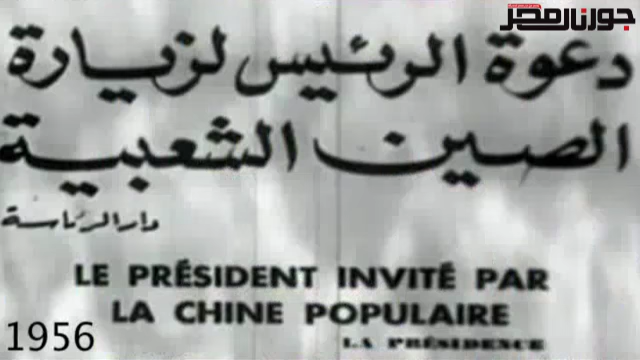 جورنال مصر
دعوة الرئيس لزيارة
الصين الشعبية
دار الرئاسة
LE PRÉSIDENT INVITÉ PAR
LA CHINE POPULAIRE
LA PRÉSIDENCE
1956